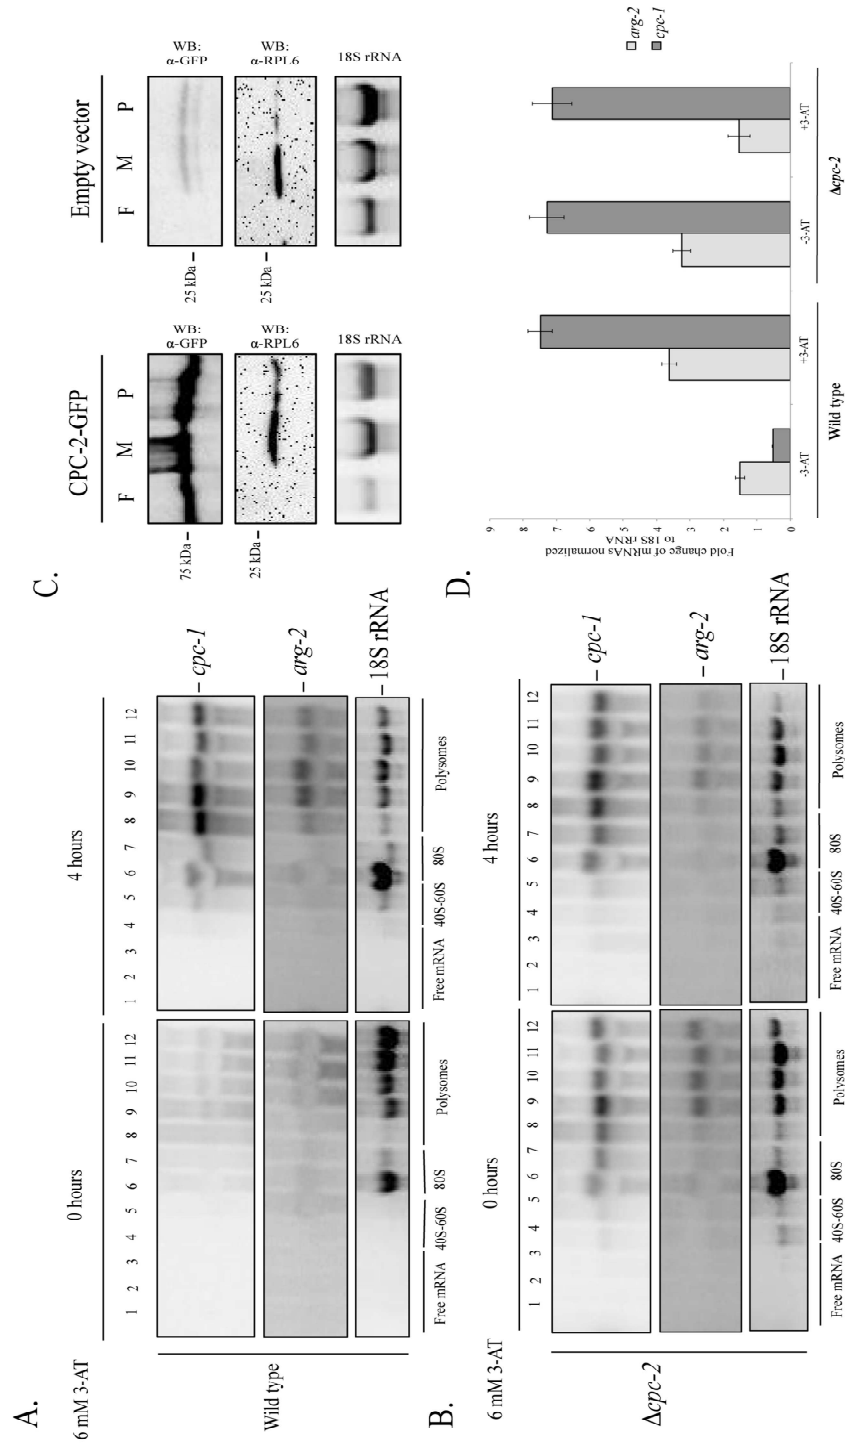 A.
6 mM 3-AT
0 hours
4 hours
1 2 3 4 5 6 7 8 9 10 11 12
1 2 3 4 5 6 7 8 9 10 11 12
Wild type
– cpc-1
– arg-2
– 18S rRNA
Free mRNA 40S-60S 80S Polysomes
Free mRNA 40S-60S 80S Polysomes
B.
6 mM 3-AT
0 hours
4 hours
1 2 3 4 5 6 7 8 9 10 11 12
1 2 3 4 5 6 7 8 9 10 11 12
Δcpc-2
– cpc-1
– arg-2
– 18S rRNA
Free mRNA 40S-60S 80S Polysomes
Free mRNA 40S-60S 80S Polysomes
C.
CPC-2-GFP
F M P
75 kDa –
WB:
α-GFP
25 kDa –
WB:
α-RPL6
18S rRNA
Empty vector
F M P
25 kDa –
WB:
α-GFP
25 kDa –
WB:
α-RPL6
18S rRNA
D.
Fold change of mRNAs normalized
to 18S rRNA
9
8
7
6
5
4
3
2
1
0
-3-AT
+3-AT
-3-AT
+3-AT
Wild type
Δcpc-2
arg-2
cpc-1